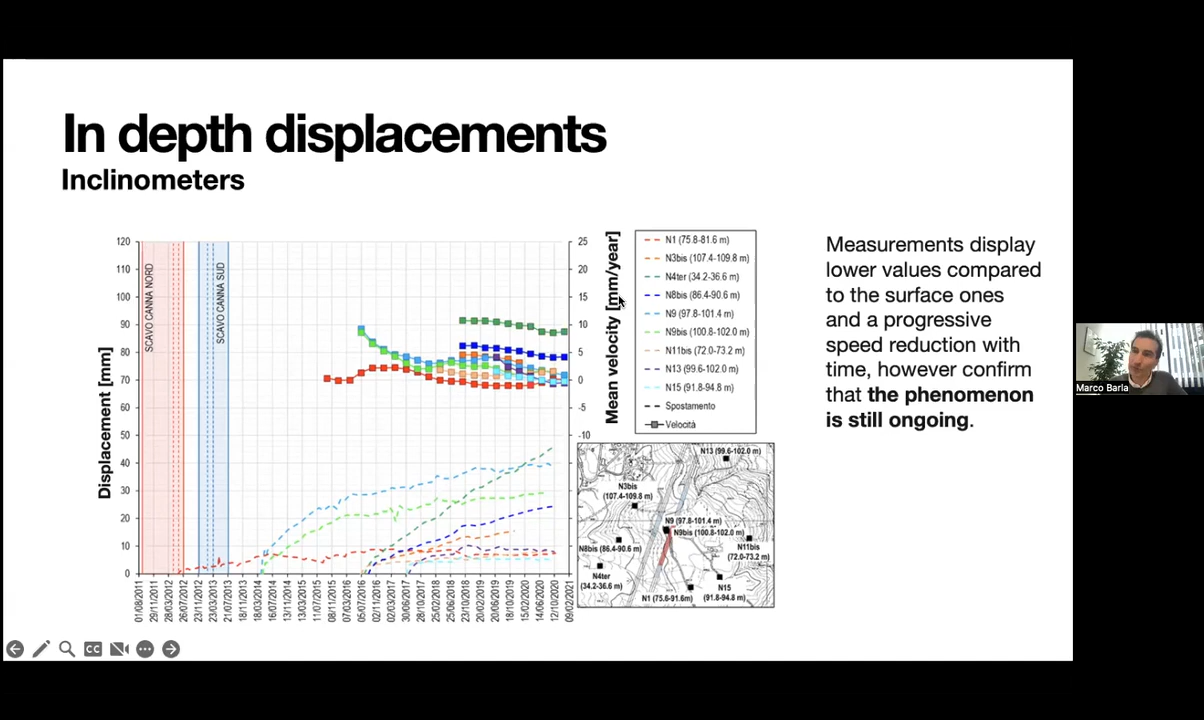 In depth displacements
Inclinometers
120
110
100
90
80
70
60
50
40
30
20
10
0
Displacement [mm]
SCAVO CANNA NORD
SCAVO CANNA SUD
25
20
15
10
5
0
-5
-10
Mean velocity [mm/year]
01/08/2011
29/11/2011
28/03/2012
26/07/2012
23/11/2012
23/03/2013
21/07/2013
18/11/2013
18/03/2014
16/07/2014
13/11/2014
13/03/2015
11/07/2015
08/11/2015
07/03/2016
05/07/2016
02/11/2016
02/03/2017
30/06/2017
28/10/2017
25/02/2018
25/06/2018
23/10/2018
20/02/2019
20/06/2019
18/10/2019
15/02/2020
14/06/2020
12/10/2020
09/02/2021
N1 (75.8-81.6 m)
N3bis (107.4-109.8 m)
N4ter (34.2-36.6 m)
N8bis (86.4-90.6 m)
N9 (97.8-101.4 m)
N9bis (100.8-102.0 m)
N11bis (72.0-73.2 m)
N13 (99.6-102.0 m)
N15 (91.8-94.8 m)
Spostamento
Velocità
N13 (99.6-102.0 m)
N3bis
(107.4-109.8 m)
N9 (97.8-101.4 m)
N9bis (100.8-102.0 m)
N8bis (86.4-90.6 m)
N11bis
(72.0-73.2 m)
N4ter
(34.2-36.6 m)
N15
(91.8-94.8 m)
N1 (75.6-91.6m)
Measurements display
lower values compared
to the surface ones
and a progressive
speed reduction with
time, however confirm
that the phenomenon
is still ongoing.
CC
Marco Barla